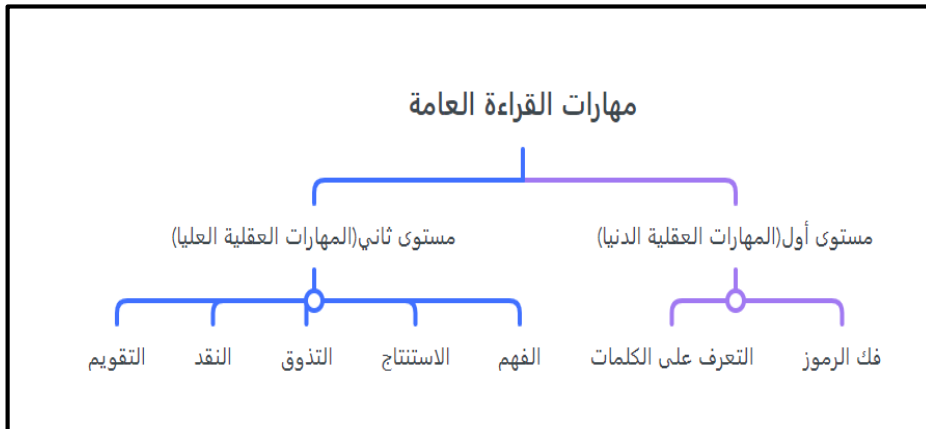 مهارات القراءة العامة
مستوى أول(المهارات العقلية الدنيا)
مستوى ثاني(المهارات العقلية العليا)
فك الرموز
التعرف على الكلمات
الفهم
الاستنتاج
التذوق
النقد
التقويم